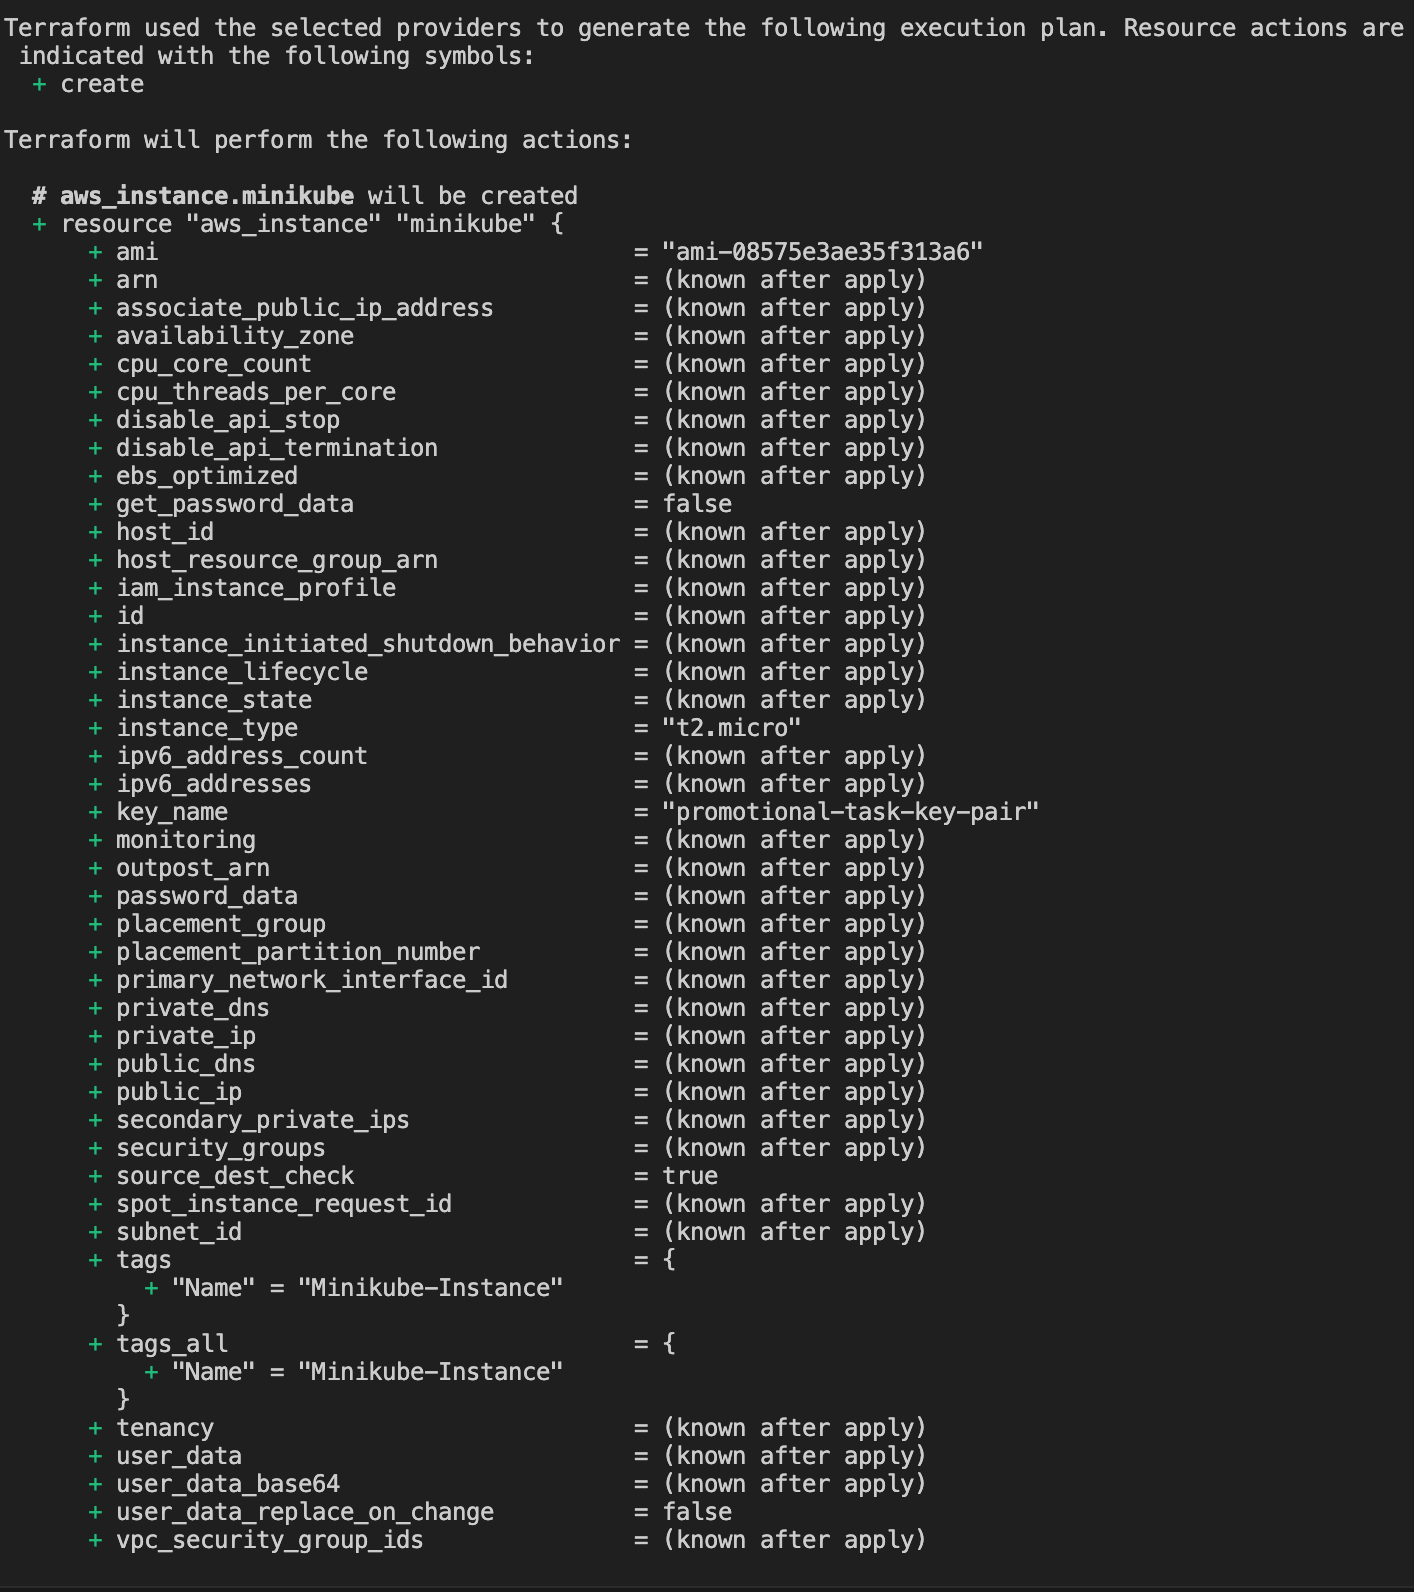 Terraform used the selected providers to generate the following execution plan. Resource actions are
 indicated with the following symbols:
  + create

Terraform will perform the following actions:

  # aws_instance.minikube will be created
  + resource "aws_instance" "minikube" {
      + ami                                  = "ami-08575e3ae35f313a6"
      + arn                                  = (known after apply)
      + associate_public_ip_address          = (known after apply)
      + availability_zone                    = (known after apply)
      + cpu_core_count                       = (known after apply)
      + cpu_threads_per_core                 = (known after apply)
      + disable_api_stop                     = (known after apply)
      + disable_api_termination              = (known after apply)
      + ebs_optimized                        = (known after apply)
      + get_password_data                    = false
      + host_id                              = (known after apply)
      + host_resource_group_arn              = (known after apply)
      + iam_instance_profile                 = (known after apply)
      + id                                   = (known after apply)
      + instance_initiated_shutdown_behavior = (known after apply)
      + instance_lifecycle                   = (known after apply)
      + instance_state                       = (known after apply)
      + instance_type                        = "t2.micro"
      + ipv6_address_count                   = (known after apply)
      + ipv6_addresses                       = (known after apply)
      + key_name                             = "promotional-task-key-pair"
      + monitoring                           = (known after apply)
      + outpost_arn                          = (known after apply)
      + password_data                        = (known after apply)
      + placement_group                      = (known after apply)
      + placement_partition_number           = (known after apply)
      + primary_network_interface_id         = (known after apply)
      + private_dns                          = (known after apply)
      + private_ip                           = (known after apply)
      + public_dns                           = (known after apply)
      + public_ip                            = (known after apply)
      + secondary_private_ips                = (known after apply)
      + security_groups                      = (known after apply)
      + source_dest_check                    = true
      + spot_instance_request_id             = (known after apply)
      + subnet_id                            = (known after apply)
      + tags                                 = {
          + "Name" = "Minikube-Instance"
        }
      + tags_all                             = {
          + "Name" = "Minikube-Instance"
        }
      + tenancy                              = (known after apply)
      + user_data                            = (known after apply)
      + user_data_base64                     = (known after apply)
      + user_data_replace_on_change          = false
      + vpc_security_group_ids               = (known after apply)